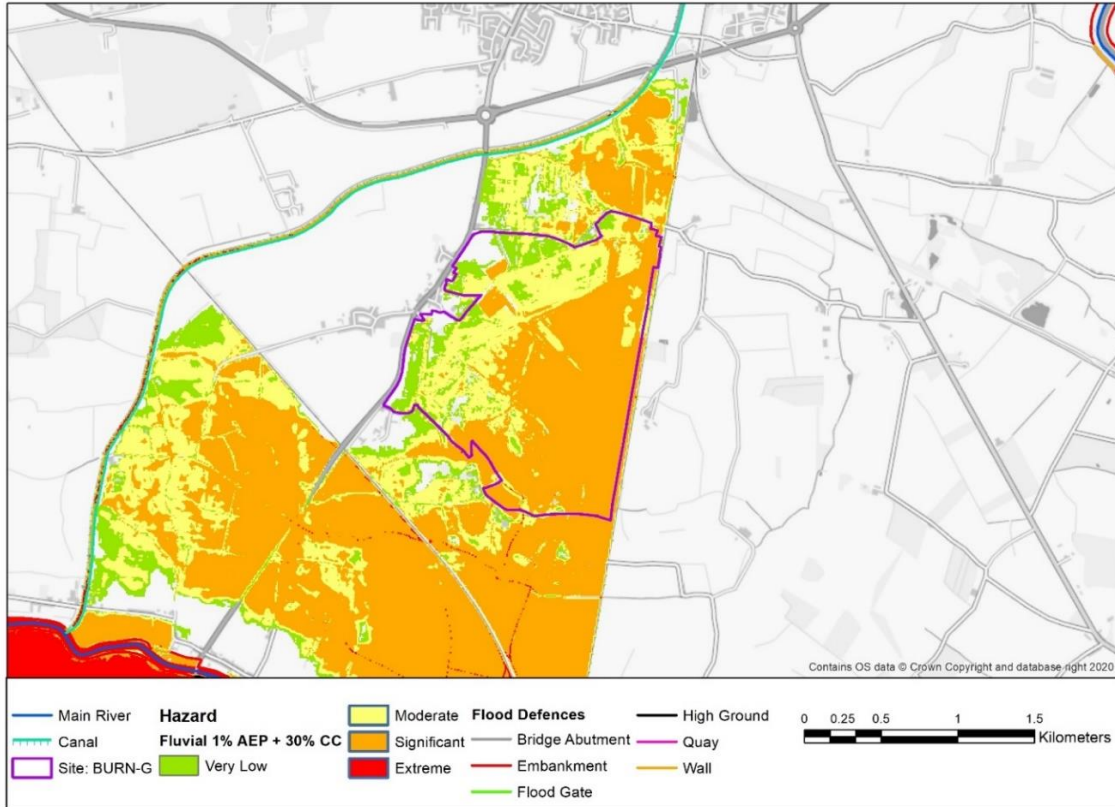 Contains OS data © Crown Copyright and database right 2020
Main River
Canal
Site: BURN-G
Hazard
Fluvial 1% AEP + 30% CC
Very Low
Moderate
Significant
Extreme
Flood Defences
Bridge Abutment
Embankment
Flood Gate
High Ground
Quay
Wall
0 0.25 0.5 1 1.5
Kilometers